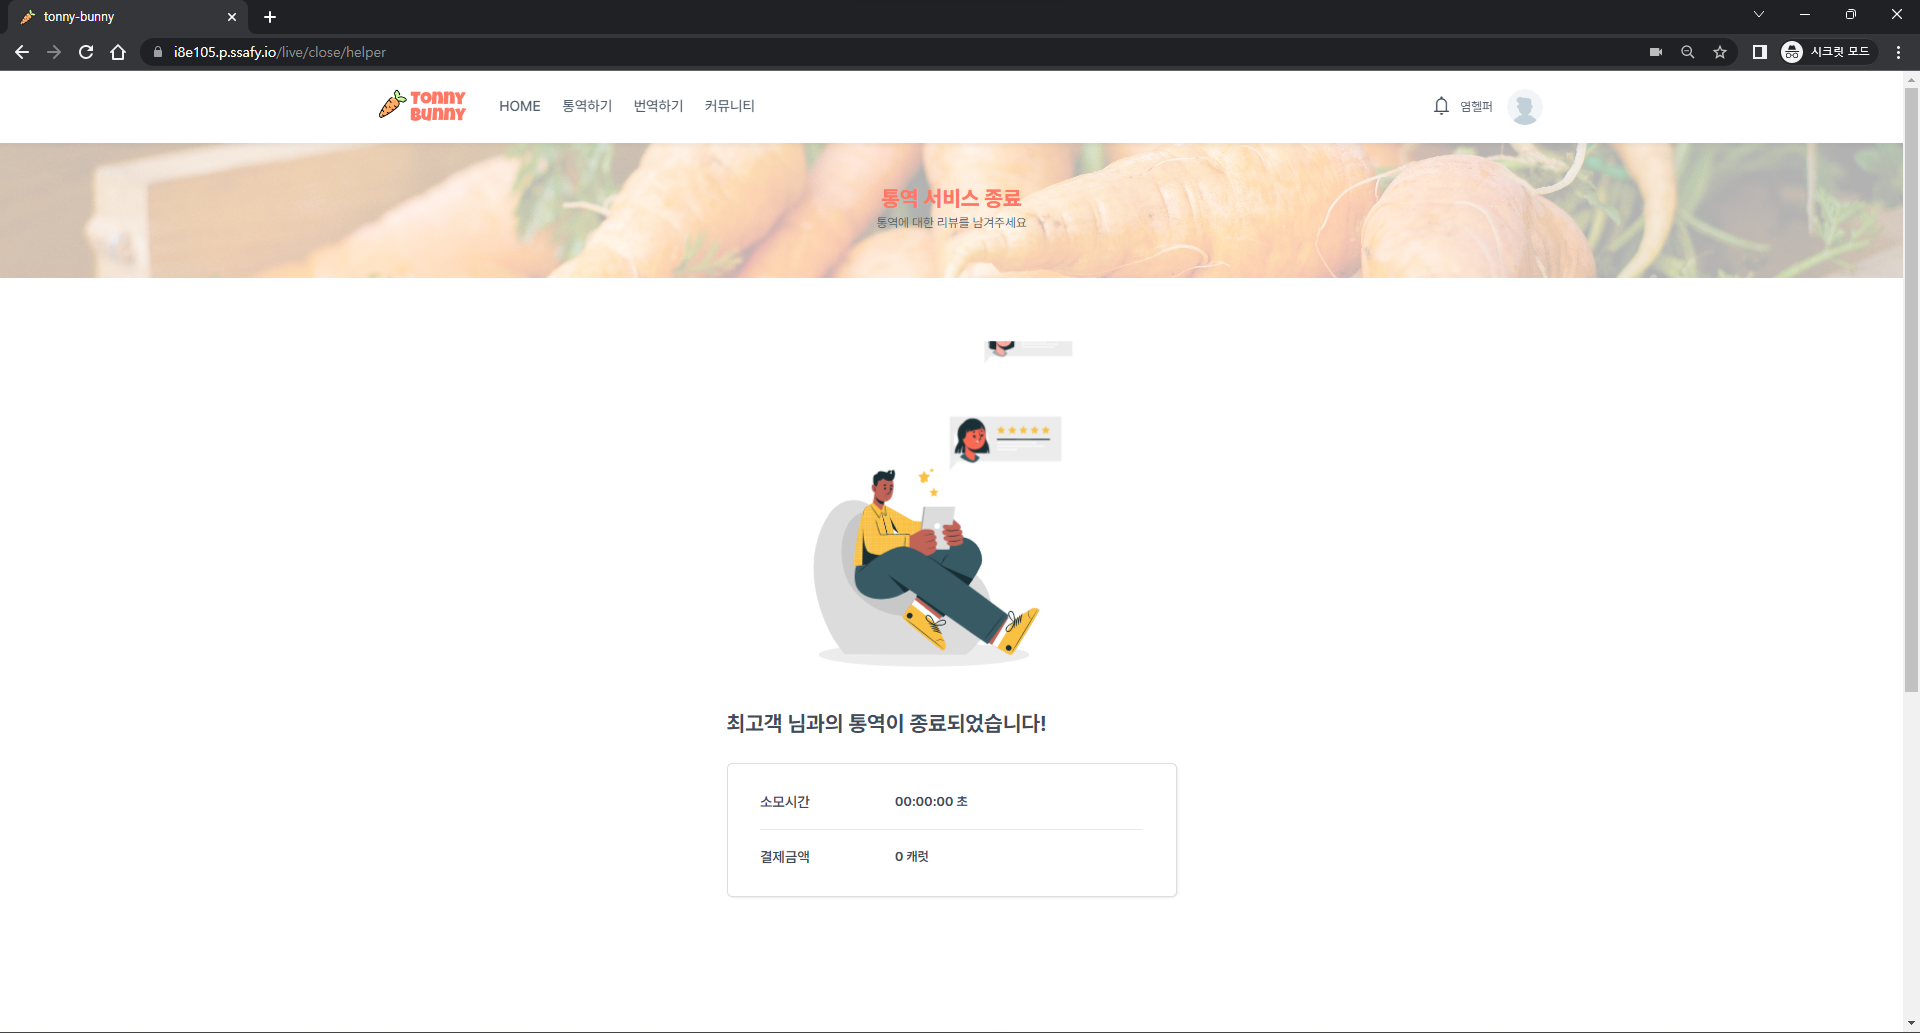 tonny-bunny
i8e105.p.ssafy.io/live/close/helper
시크릿 모드
TONNY
BUNNY
HOME 통역하기 번역하기 커뮤니티
염헬퍼
통역 서비스 종료
통역에 대한 리뷰를 남겨주세요
최고객 님과의 통역이 종료되었습니다!
소모시간 00:00:00 초
결제금액 0 캐럿